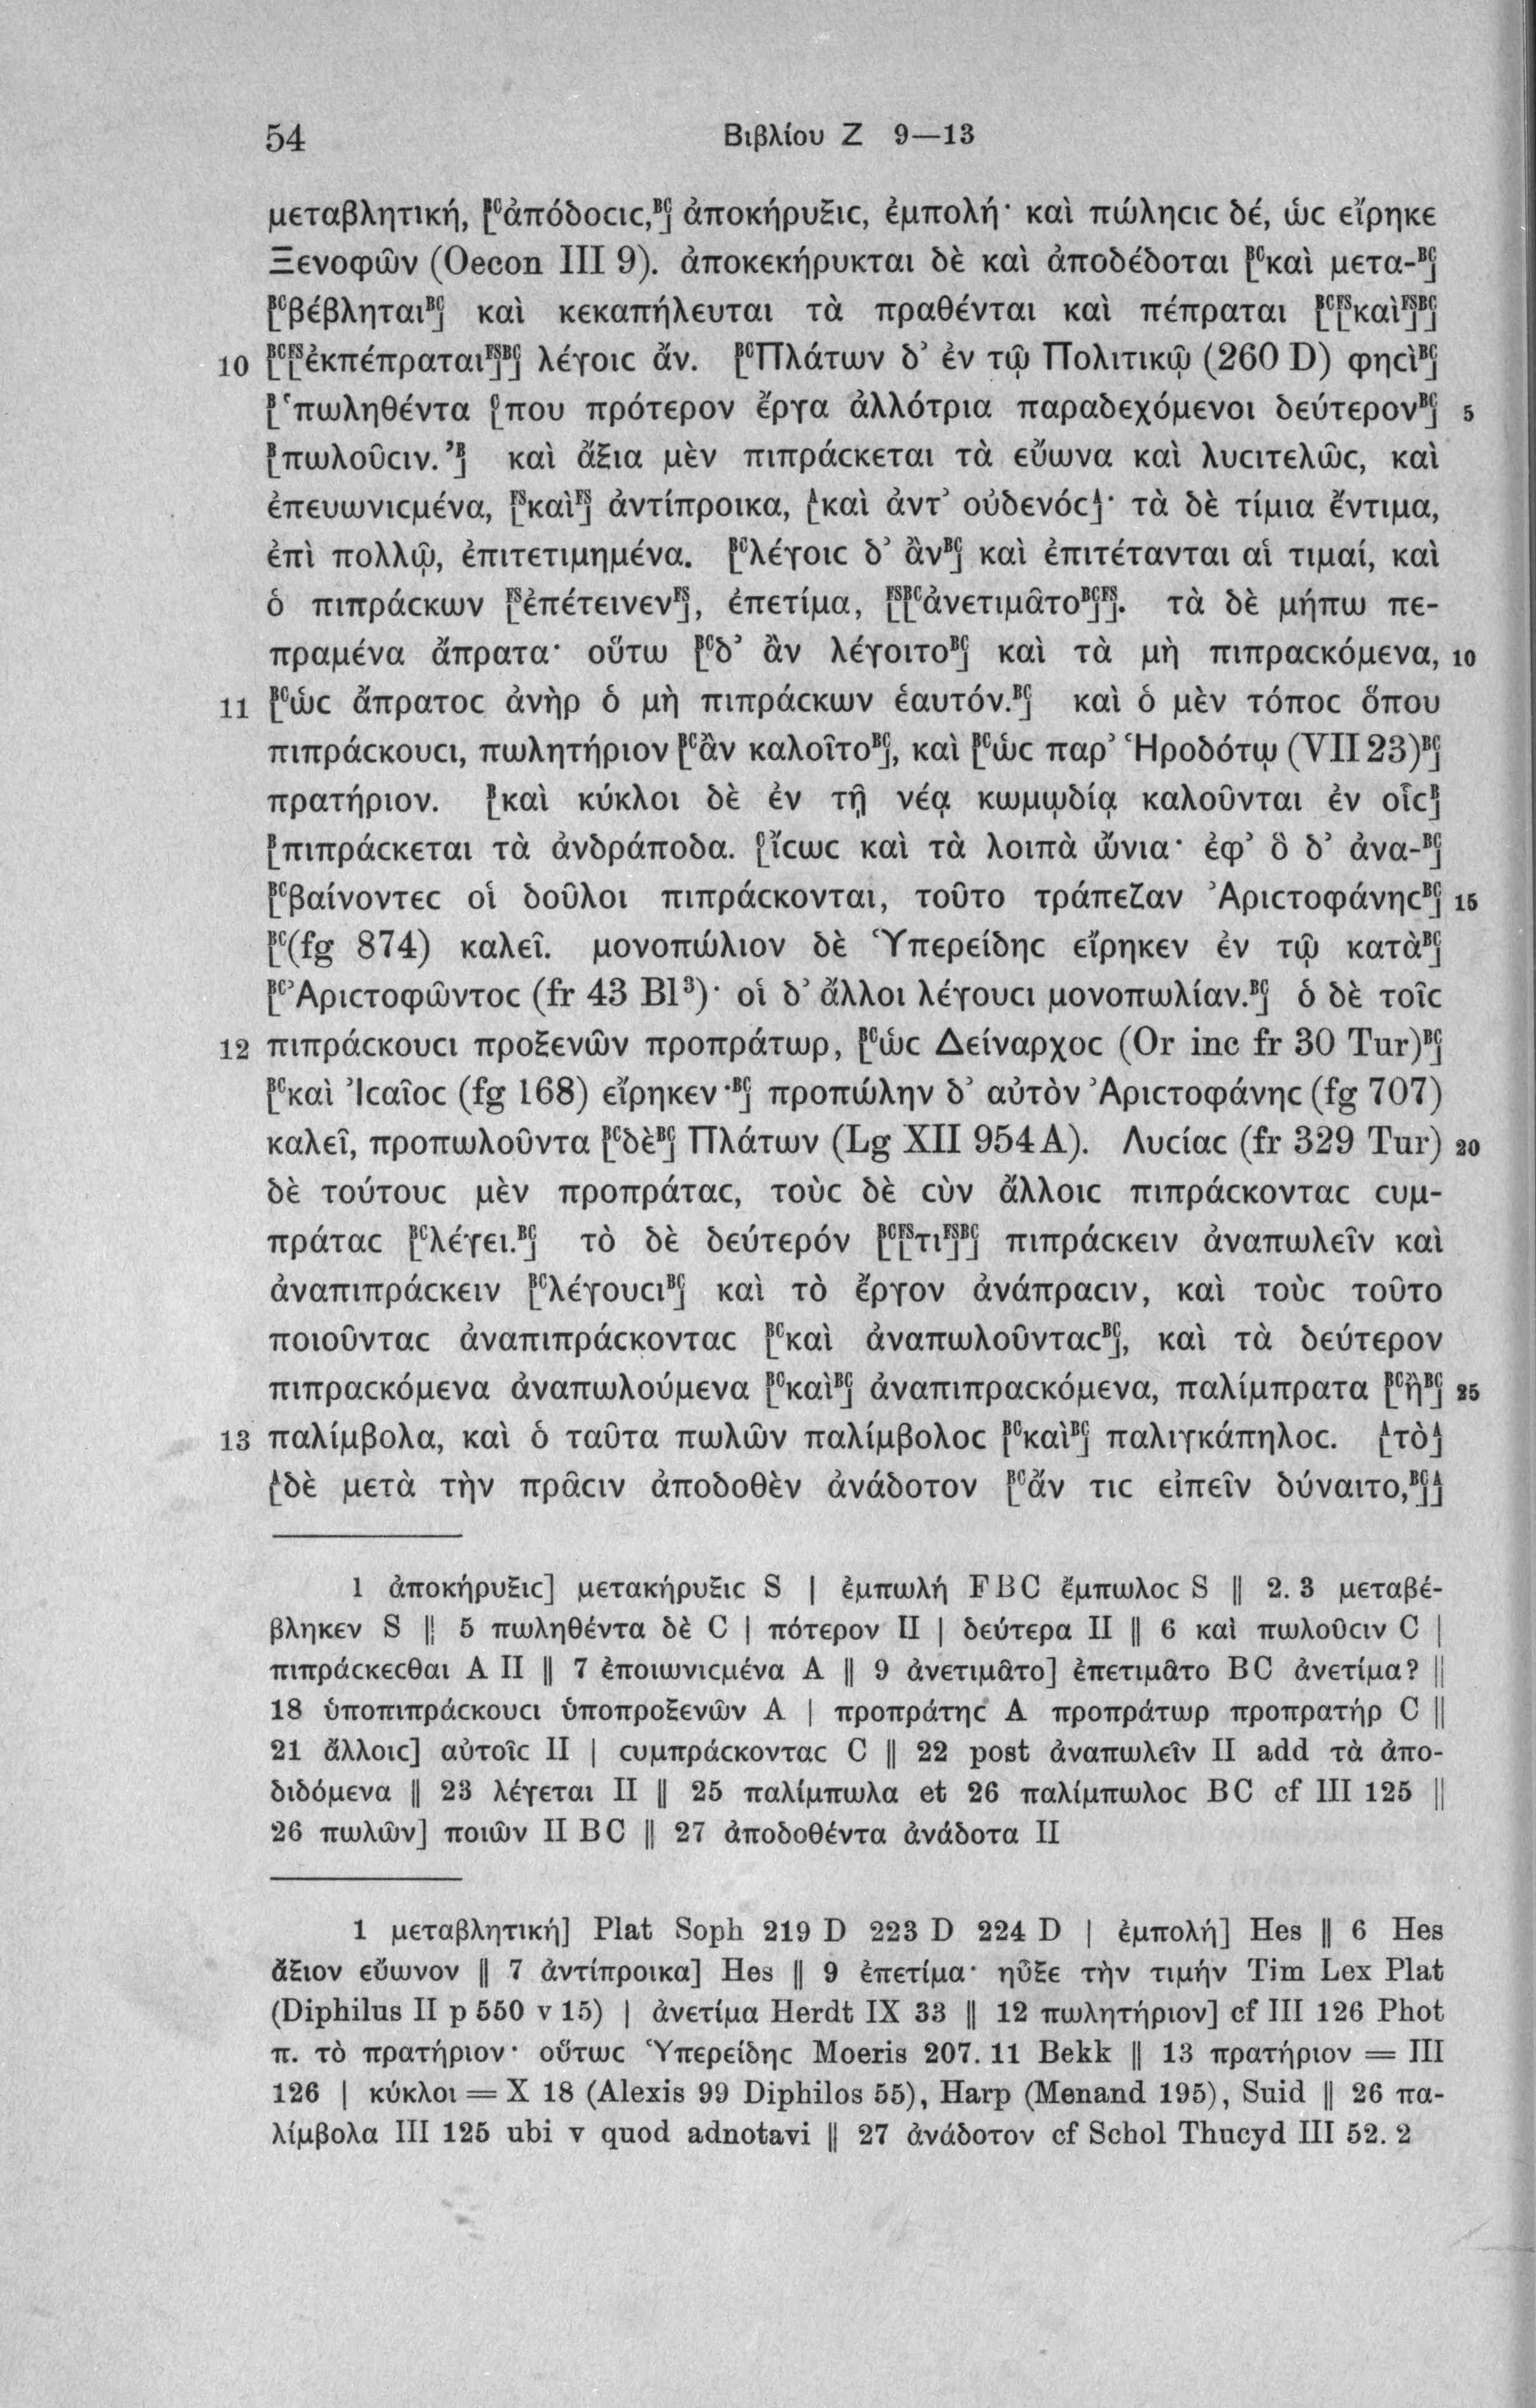 54 Βιβλίου Ζ 9—13
μεταβλητική, [ᴮᶜἀπόδοϲιϲ,ᴮᶜ] ἀποκήρυξιϲ, ἐμπολή· καὶ πώληϲιϲ δέ, ὡϲ εἴρηκε
Ξενοφῶν (Oecon III 9). ἀποκεκήρυκται δὲ καὶ ἀποδέδοται [ᴮᶜκαὶ μετα-ᴮᶜ]
[ᴮᶜβέβληταιᴮᶜ] καὶ κεκαπήλευται τὰ πραθένται καὶ πέπραται [ᴮᶜ[ꟳˢκαὶꟳˢ]ᴮᶜ]
10 [ᴮᶜ[ꟳˢἐκπέπραταιꟳˢ]ᴮᶜ] λέγοιϲ ἄν. [ᴮᶜΠλάτων δ’ ἐν τῷ Πολιτικῷ (260 D) φηϲὶᴮᶜ]
[ᴮ‘πωληθέντα [ᶜπου πρότερον ἔργα ἀλλότρια παραδεχόμενοι δεύτερονᴮᶜ] 5
[ᴮπωλοῦϲιν.’ᴮ] καὶ ἄξια μὲν πιπράϲκεται τὰ εὔωνα καὶ λυϲιτελῶϲ, καὶ
ἐπευωνιϲμένα, [ꟳˢκαὶꟳˢ] ἀντίπροικα, [ᴬκαὶ ἀντ’ οὐδενόϲᴬ]· τὰ δὲ τίμια ἔντιμα,
ἐπὶ πολλῷ, ἐπιτετιμημένα. [ᴮᶜλέγοιϲ δ’ ἂνᴮᶜ] καὶ ἐπιτέτανται αἱ τιμαί, καὶ
ὁ πιπράϲκων [ꟳˢἐπέτεινενꟳˢ], ἐπετίμα, [ꟳˢ[ᴮᶜἀνετιμᾶτοᴮᶜ]ꟳˢ]. τὰ δὲ μήπω πε-
πραμένα ἄπρατα· οὕτω [ᴮᶜδ’ ἂν λέγοιτοᴮᶜ] καὶ τὰ μὴ πιπραϲκόμενα, 10
11 [ᴮᶜὡϲ ἄπρατοϲ ἀνὴρ ὁ μὴ πιπράϲκων ἑαυτόν.ᴮᶜ] καὶ ὁ μὲν τόποϲ ὅπου
πιπράϲκουϲι, πωλητήριον [ᴮᶜἂν καλοῖτοᴮᶜ], καὶ [ᴮᶜὡϲ παρ’ Ἡροδότῳ (VII 23)ᴮᶜ]
πρατήριον. [ᴮκαὶ κύκλοι δὲ ἐν τῇ νέᾳ κωμῳδίᾳ καλοῦνται ἐν οἷϲᴮ]
[ᴮπιπράϲκεται τὰ ἀνδράποδα. [ᶜἴϲωϲ καὶ τὰ λοιπὰ ὤνια· ἐφ’ ὃ δ’ ἀνα-ᴮᶜ]
[ᴮᶜβαίνοντεϲ οἱ δοῦλοι πιπράϲκονται, τοῦτο τράπεζαν Ἀριϲτοφάνηϲᴮᶜ] 15
[ᴮᶜ(fg 874) καλεῖ. μονοπώλιον δὲ Ὑπερείδηϲ εἴρηκεν ἐν τῷ κατὰᴮᶜ]
[ᴮᶜἈριϲτοφῶντοϲ (fr 43 Bl³)· οἱ δ’ ἄλλοι λέγουϲι μονοπωλίαν.ᴮᶜ] ὁ δὲ τοῖϲ
12 πιπράϲκουϲι προξενῶν προπράτωρ, [ᴮᶜὡϲ Δείναρχοϲ (Or inc fr 30 Tur)ᴮᶜ]
[ᴮᶜκαὶ Ἰϲαῖοϲ (fg 168) εἴρηκεν·ᴮᶜ] προπώλην δ’ αὐτὸν Ἀριϲτοφάνηϲ (fg 707)
καλεῖ, προπωλοῦντα [ᴮᶜδὲᴮᶜ] Πλάτων (Lg XII 954 A). Λυϲίαϲ (fr 329 Tur) 20
δὲ τούτουϲ μὲν προπράταϲ, τοὺϲ δὲ ϲὺν ἄλλοιϲ πιπράϲκονταϲ ϲυμ-
πράταϲ [ᴮᶜλέγει.ᴮᶜ] τὸ δὲ δεύτερόν [ᴮᶜ[ꟳˢτιꟳˢ]ᴮᶜ] πιπράϲκειν ἀναπωλεῖν καὶ
ἀναπιπράϲκειν [ᴮᶜλέγουϲιᴮᶜ] καὶ τὸ ἔργον ἀνάπραϲιν, καὶ τοὺϲ τοῦτο
ποιοῦνταϲ ἀναπιπράϲκονταϲ [ᴮᶜκαὶ ἀναπωλοῦνταϲᴮᶜ], καὶ τὰ δεύτερον
πιπραϲκόμενα ἀναπωλούμενα [ᴮᶜκαὶᴮᶜ] ἀναπιπραϲκόμενα, παλίμπρατα [ᴮᶜἢᴮᶜ] 25
13 παλίμβολα, καὶ ὁ ταῦτα πωλῶν παλίμβολοϲ [ᴮᶜκαὶᴮᶜ] παλιγκάπηλοϲ. [ᴬτὸᴬ]
[ᴬδὲ μετὰ τὴν πρᾶϲιν ἀποδοθὲν ἀνάδοτον [ᴮᶜἄν τιϲ εἰπεῖν δύναιτο,ᴮᶜ]ᴬ]
1 ἀποκήρυξιϲ] μετακήρυξιϲ S | ἐμπωλή FBC ἔμπωλοϲ S || 2. 3 μεταβέ-
βληκεν S || 5 πωληθέντα δὲ C | πότερον II | δεύτερα II || 6 καὶ πωλοῦϲιν C |
πιπράϲκεϲθαι A II || 7 ἐποιωνιϲμένα A || 9 ἀνετιμᾶτο] ἐπετιμᾶτο BC ἀνετίμα? ||
18 ὑποπιπράϲκουϲι ὑποπροξενῶν A | προπράτηϲ A προπράτωρ προπρατήρ C ||
21 ἄλλοιϲ] αὐτοῖϲ II | ϲυμπράϲκονταϲ C || 22 post ἀναπωλεῖν II add τὰ ἀπο-
διδόμενα || 23 λέγεται II || 25 παλίμπωλα et 26 παλίμπωλοϲ BC cf III 125 ||
26 πωλῶν] ποιῶν II BC || 27 ἀποδοθέντα ἀνάδοτα II
1 μεταβλητική] Plat Soph 219 D 223 D 224 D | ἐμπολή] Hes || 6 Hes
ἄξιον εὔωνον || 7 ἀντίπροικα] Hes || 9 ἐπετίμα· ηὖξε τὴν τιμήν Tim Lex Plat
(Diphilus II p 550 v 15) | ἀνετίμα Herdt IX 33 || 12 πωλητήριον] cf III 126 Phot
π. τὸ πρατήριον· οὕτωϲ Ὑπερείδηϲ Moeris 207. 11 Bekk || 13 πρατήριον = III
126 | κύκλοι = X 18 (Alexis 99 Diphilos 55), Harp (Menand 195), Suid || 26 πα-
λίμβολα III 125 ubi v quod adnotavi || 27 ἀνάδοτον cf Schol Thucyd III 52. 2